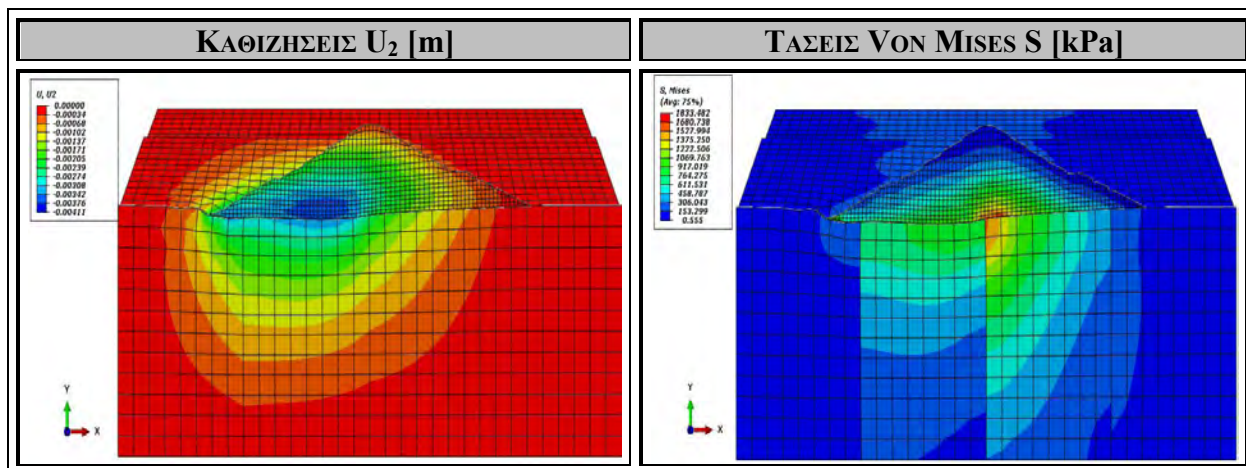 ΚΑΘΙΖΗΣΕΙΣ U2 [m]
ΤΑΣΕΙΣ VON MISES S [kPa]
U, U2
0.00000
-0.00034
-0.00068
-0.00102
-0.00137
-0.00171
-0.00205
-0.00239
-0.00274
-0.00308
-0.00342
-0.00376
-0.00411
Y
X
S, Mises
(Avg: 75%)
1833.482
1680.738
1527.994
1375.250
1222.506
1069.763
917.019
764.275
611.531
458.787
306.043
153.299
0.555
Y
X